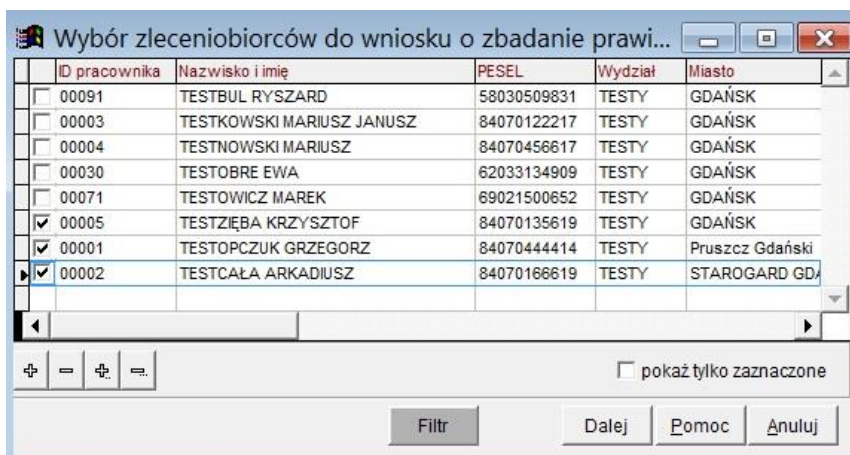 Wybór zleceniobiorców do wniosku o zbadanie prawi...
ID pracownika Nazwisko i imię PESEL Wydział Miasto
00091 TESTBUL RYSZARD 58030509831 TESTY GDAŃSK
00003 TESTKOWSKI MARIUSZ JANUSZ 84070122217 TESTY GDAŃSK
00004 TESTNOWSKI MARIUSZ 84070456617 TESTY GDAŃSK
00030 TESTOBRE EWA 62033134909 TESTY GDAŃSK
00071 TESTOWICZ MAREK 69021500652 TESTY GDAŃSK
00005 TESTZIĘBA KRZYSZTOF 84070135619 TESTY GDAŃSK
00001 TESTOPCZUK GRZEGORZ 84070444414 TESTY Pruszcz Gdański
00002 TESTCAŁA ARKADIUSZ 84070166619 TESTY STAROGARD GDA
pokaż tylko zaznaczone
Filtr Dalej Pomoc Anuluj